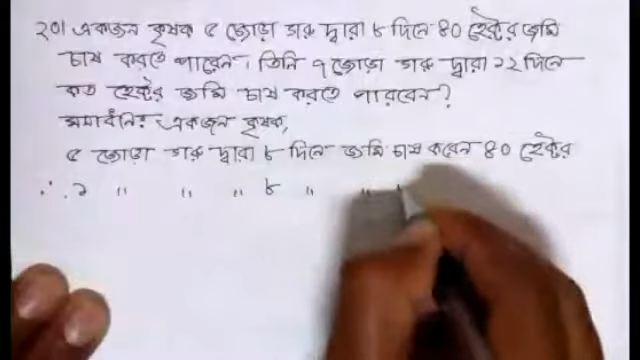 ২০। একজন কৃষক ৫ জোড়া গরু দ্বারা ৮ দিনে ৪০ হেক্টর জমি
চাষ করতে পারেন। তিনি ৭ জোড়া গরু দ্বারা ১২ দিনে
কত হেক্টর জমি চাষ করতে পারবেন?
সমাধান: একজন কৃষক,
৫ জোড়া গরু দ্বারা ৮ দিনে জমি চাষ করেন ৪০ হেক্টর
∴ ১ " " " ৮ " "